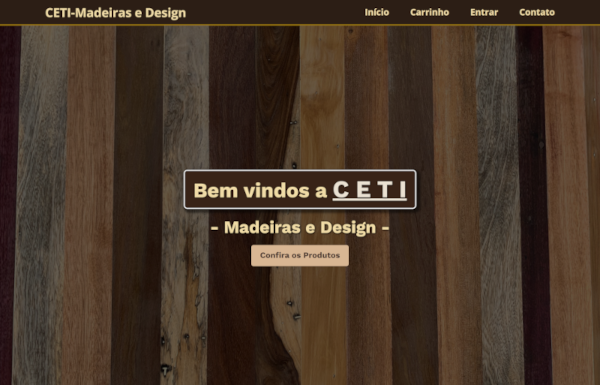 CETI-Madeiras e Design
Início Carrinho Entrar Contato
Bem vindos a C E T I
- Madeiras e Design -
Confira os Produtos